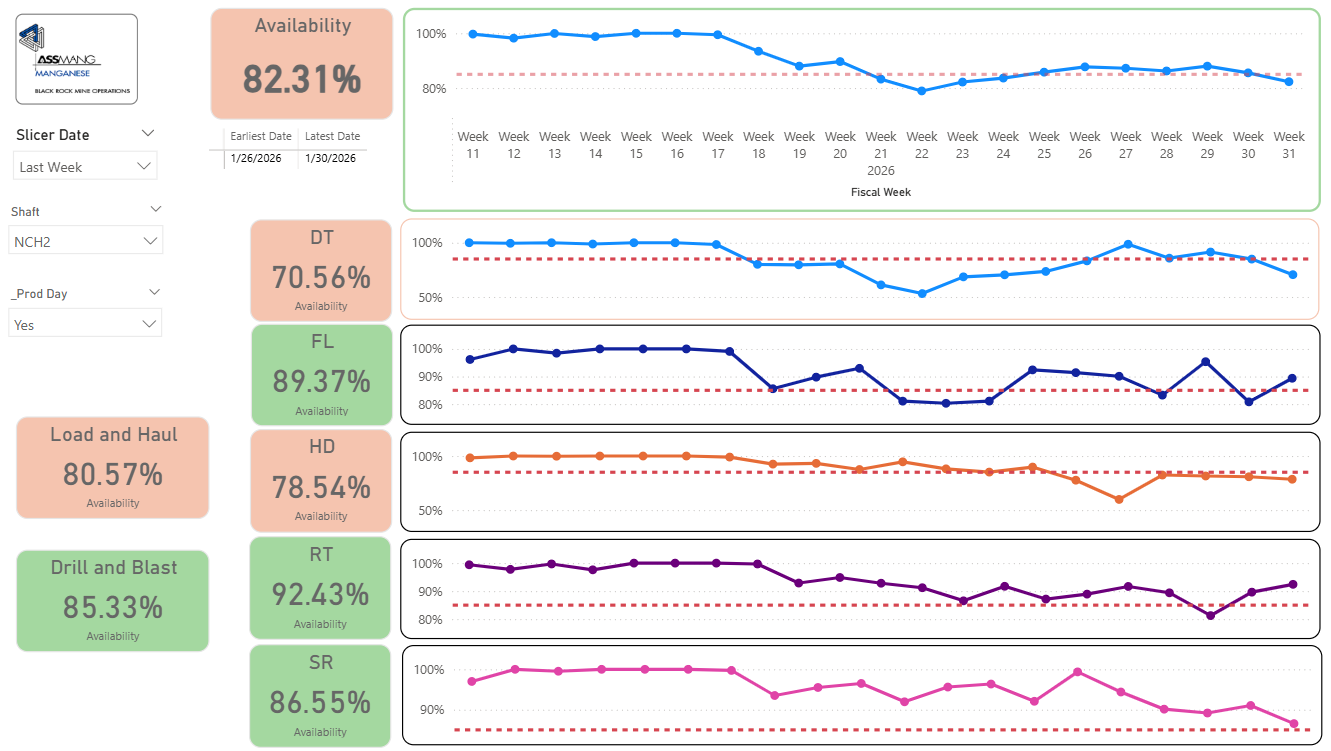 ASSMANG
MANGANESE
BLACK ROCK MINE OPERATIONS
Availability
82.31%
Earliest Date Latest Date
1/26/2026 1/30/2026
Slicer Date
Last Week
Shaft
NCH2
_Prod Day
Yes
Load and Haul
80.57%
Availability
Drill and Blast
85.33%
Availability
100%
80%
Week Week Week Week Week Week Week Week Week Week Week Week Week Week Week Week Week Week Week Week Week
11 12 13 14 15 16 17 18 19 20 21 22 23 24 25 26 27 28 29 30 31
2026
Fiscal Week
DT
70.56%
Availability
100%
50%
FL
89.37%
Availability
100%
90%
80%
HD
78.54%
Availability
100%
50%
RT
92.43%
Availability
100%
90%
80%
SR
86.55%
Availability
100%
90%